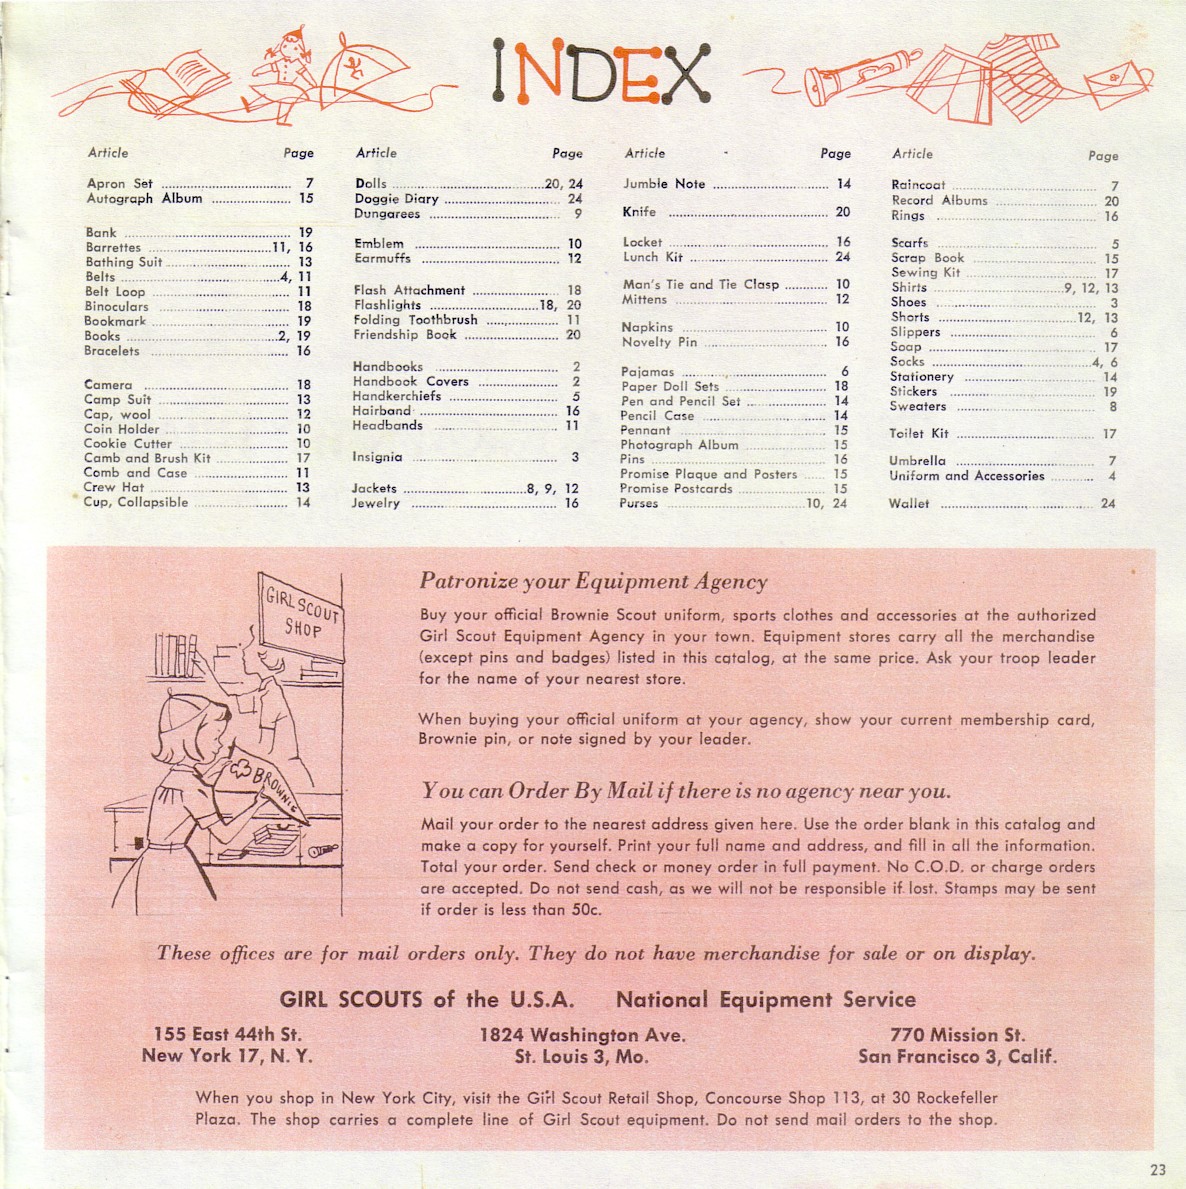 INDEX
Article Page
Apron Set 7
Autograph Album 15
Bank 19
Barrettes 11, 16
Bathing Suit 13
Belts 4, 11
Belt Loop 11
Binoculars 18
Bookmark 19
Books 2, 19
Bracelets 16
Camera 18
Camp Suit 13
Cap, wool 12
Coin Holder 10
Cookie Cutter 10
Camb and Brush Kit 17
Comb and Case 11
Crew Hat 13
Cup, Collapsible 14
Article Page
Dolls 20, 24
Doggie Diary 24
Dungarees 9
Emblem 10
Earmuffs 12
Flash Attachment 18
Flashlights 18, 20
Folding Toothbrush 11
Friendship Book 20
Handbooks 2
Handbook Covers 2
Handkerchiefs 5
Hairband 16
Headbands 11
Insignia 3
Jackets 8, 9, 12
Jewelry 16
Article Page
Jumble Note 14
Knife 20
Locket 16
Lunch Kit 24
Man's Tie and Tie Clasp 10
Mittens 12
Napkins 10
Novelty Pin 16
Pajamas 6
Paper Doll Sets 18
Pen and Pencil Set 14
Pencil Case 14
Pennant 15
Photograph Album 15
Pins 16
Promise Plaque and Posters 15
Promise Postcards 15
Purses 10, 24
Article Page
Raincoat 7
Record Albums 20
Rings 16
Scarfs 5
Scrap Book 15
Sewing Kit 17
Shirts 9, 12, 13
Shoes 3
Shorts 12, 13
Slippers 6
Soap 17
Socks 4, 6
Stationery 14
Stickers 19
Sweaters 8
Toilet Kit 17
Umbrella 7
Uniform and Accessories 4
Wallet 24
GIRL SCOUT
SHOP
BROWNIE
Patronize your Equipment Agency
Buy your official Brownie Scout uniform, sports clothes and accessories at the authorized
Girl Scout Equipment Agency in your town. Equipment stores carry all the merchandise
(except pins and badges) listed in this catalog, at the same price. Ask your troop leader
for the name of your nearest store.
When buying your official uniform at your agency, show your current membership card,
Brownie pin, or note signed by your leader.
You can Order By Mail if there is no agency near you.
Mail your order to the nearest address given here. Use the order blank in this catalog and
make a copy for yourself. Print your full name and address, and fill in all the information.
Total your order. Send check or money order in full payment. No C.O.D. or charge orders
are accepted. Do not send cash, as we will not be responsible if lost. Stamps may be sent
if order is less than 50c.
These offices are for mail orders only. They do not have merchandise for sale or on display.
GIRL SCOUTS of the U.S.A. National Equipment Service
155 East 44th St.
New York 17, N. Y.
1824 Washington Ave.
St. Louis 3, Mo.
770 Mission St.
San Francisco 3, Calif.
When you shop in New York City, visit the Girl Scout Retail Shop, Concourse Shop 113, at 30 Rockefeller
Plaza. The shop carries a complete line of Girl Scout equipment. Do not send mail orders to the shop.
23